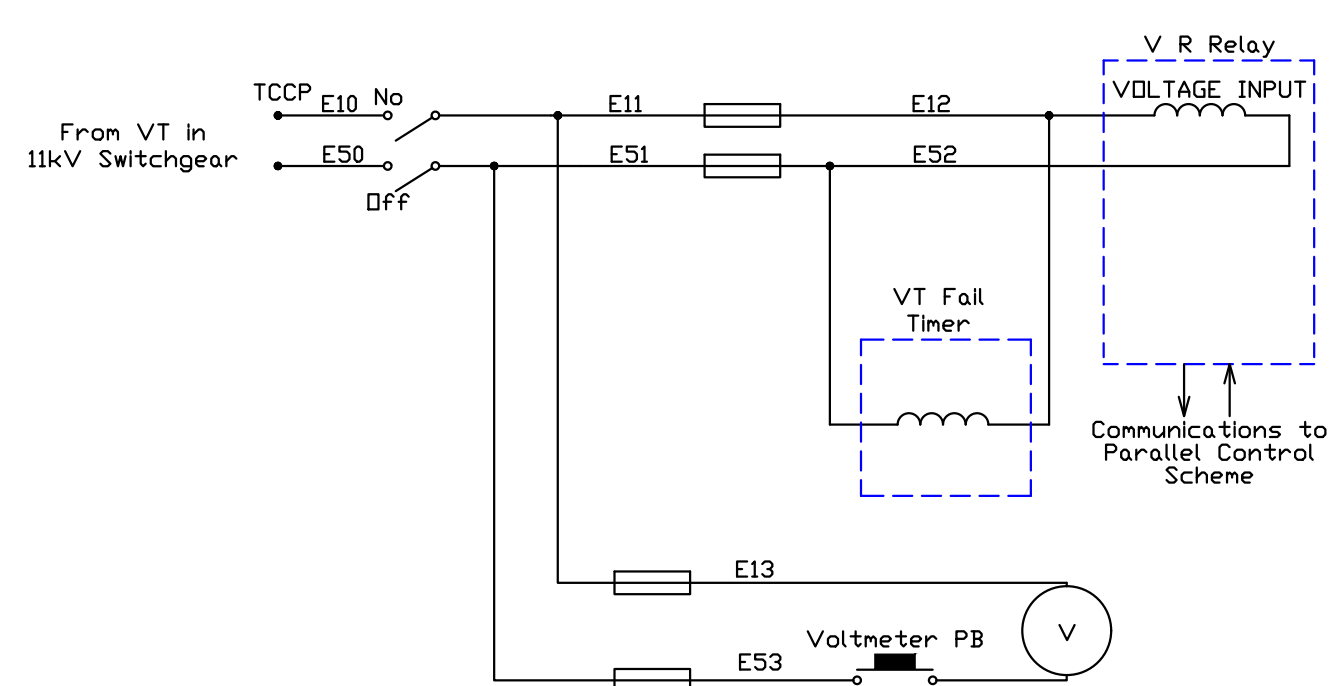 V R Relay
VOLTAGE INPUT
TCCP
E10
No
E11
E12
From VT in
11kV Switchgear
E50
E51
E52
Off
VT Fail
Timer
Communications to
Parallel Control
Scheme
E13
V
Voltmeter PB
E53